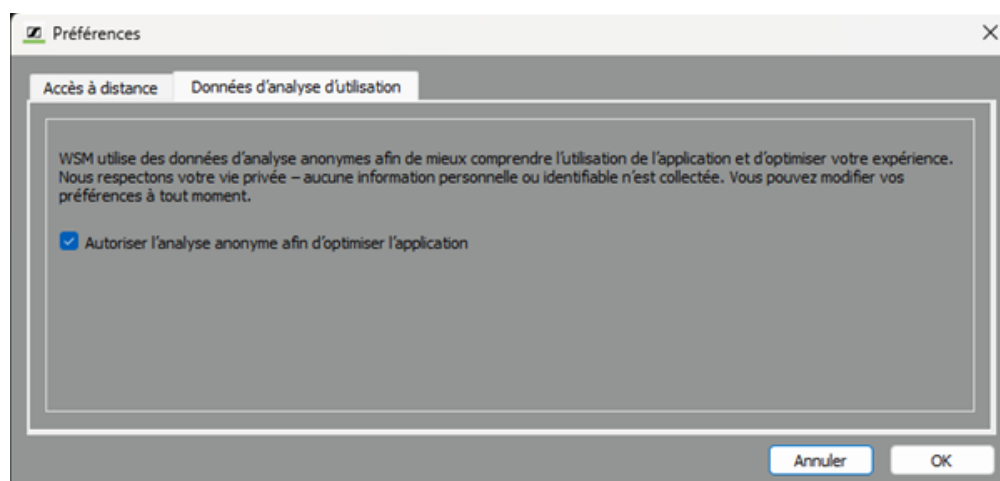 Préférences
Accès à distance
Données d'analyse d'utilisation
WSM utilise des données d'analyse anonymes afin de mieux comprendre l'utilisation de l'application et d'optimiser votre expérience.
Nous respectons votre vie privée – aucune information personnelle ou identifiable n'est collectée. Vous pouvez modifier vos
préférences à tout moment.
Autoriser l'analyse anonyme afin d'optimiser l'application
Annuler
OK